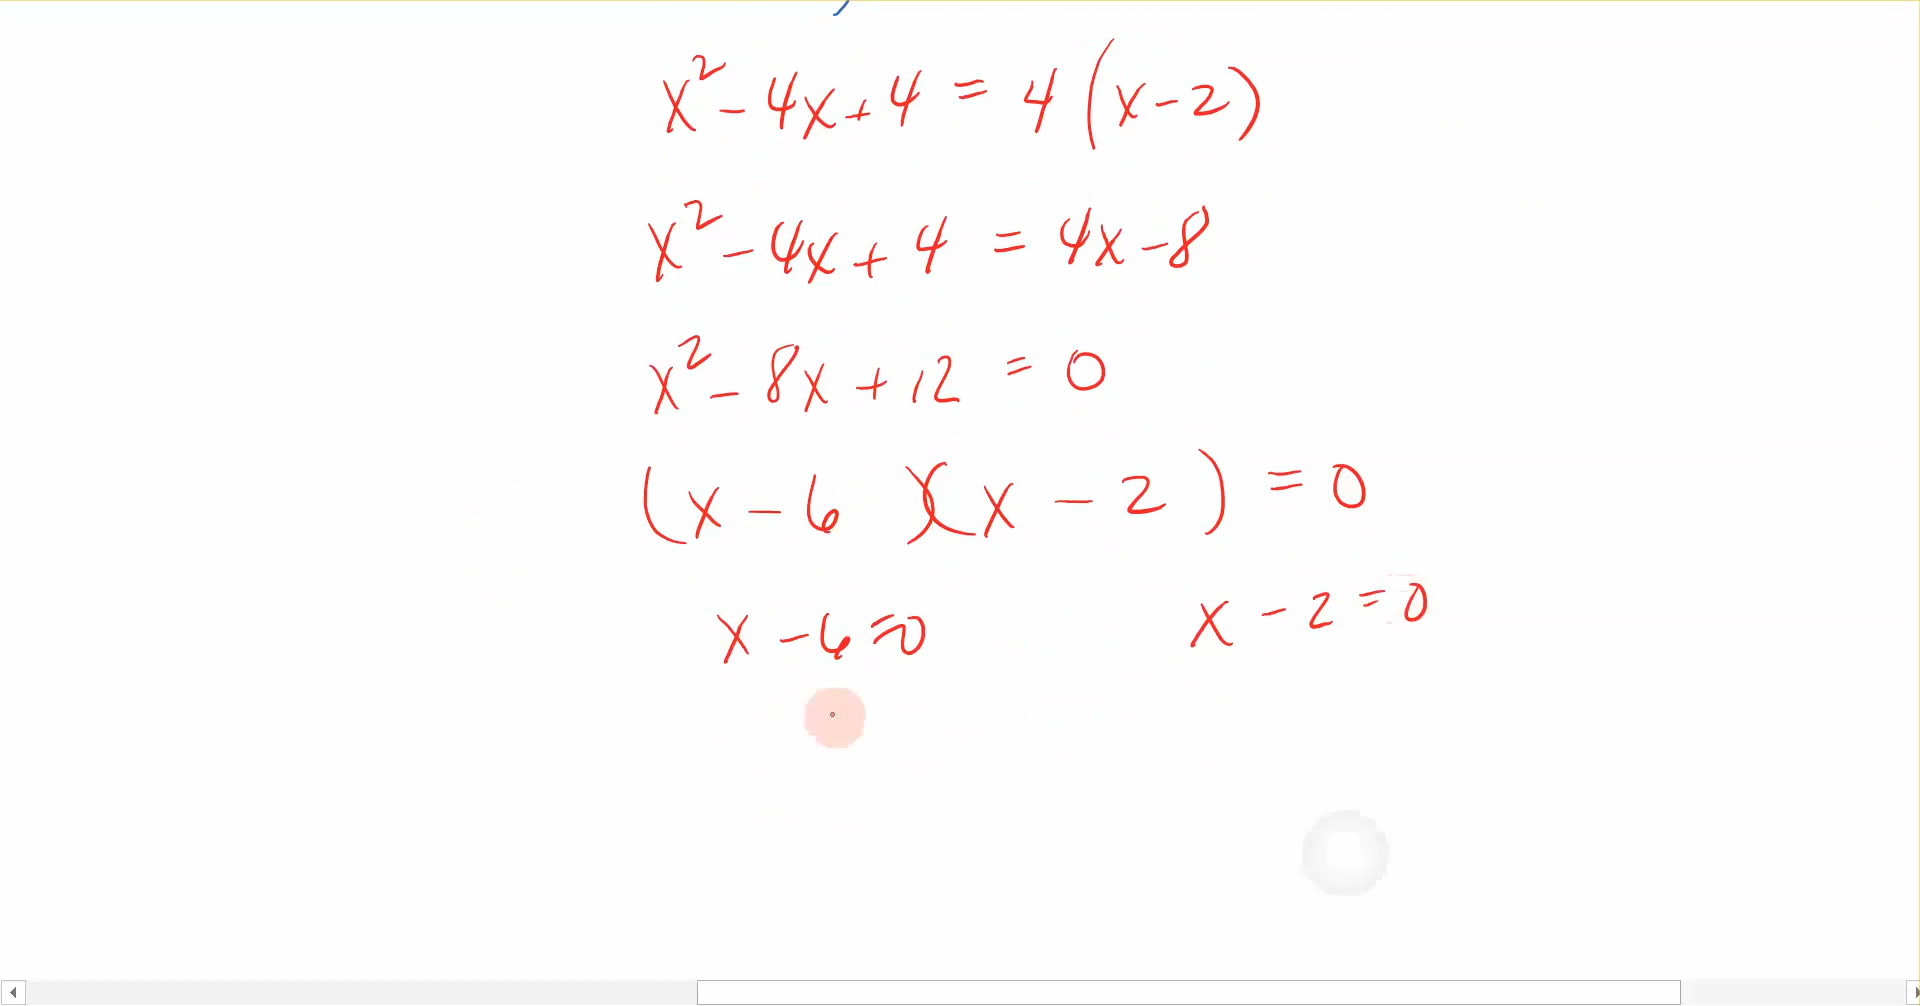 x² - 4x + 4 = 4(x - 2)
x² - 4x + 4 = 4x - 8
x² - 8x + 12 = 0
(x - 6)(x - 2) = 0
x - 6 = 0 x - 2 = 0